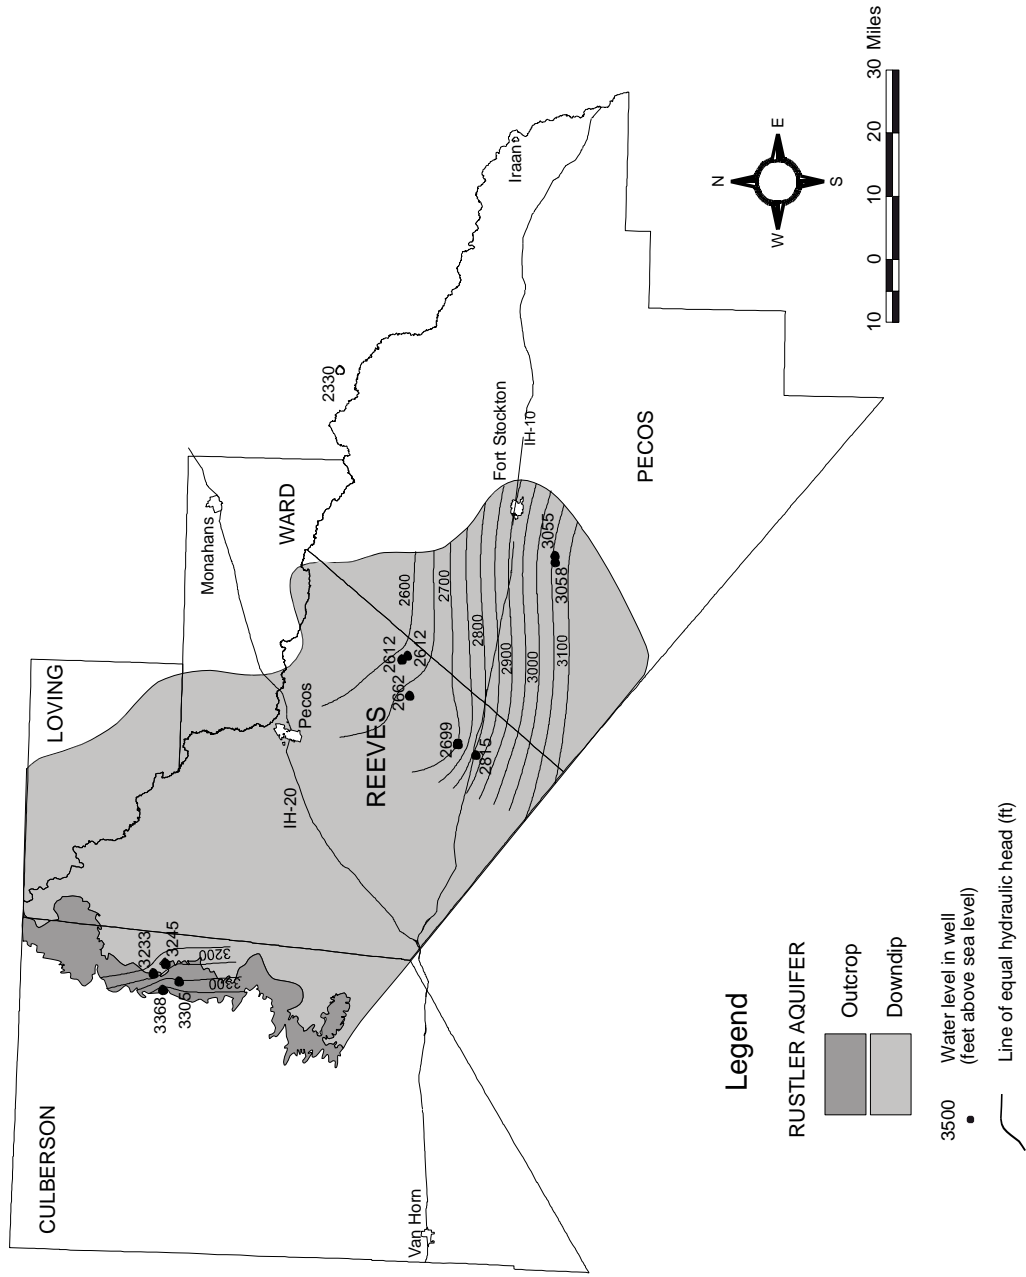 CULBERSON
LOVING
Monahans
WARD
2330
Iraan
Fort Stockton
IH-10
PECOS
REEVES
Pecos
IH-20
Van Horn
3233
3245
3200
3300
3368
3305
2600
2700
2612
2612
2662
2699
2815
2800
2900
3000
3100
3055
3058
N
E
S
W
10 0 10 20 30 Miles
Legend
RUSTLER AQUIFER
Outcrop
Downdip
3500
Water level in well
(feet above sea level)
Line of equal hydraulic head (ft)